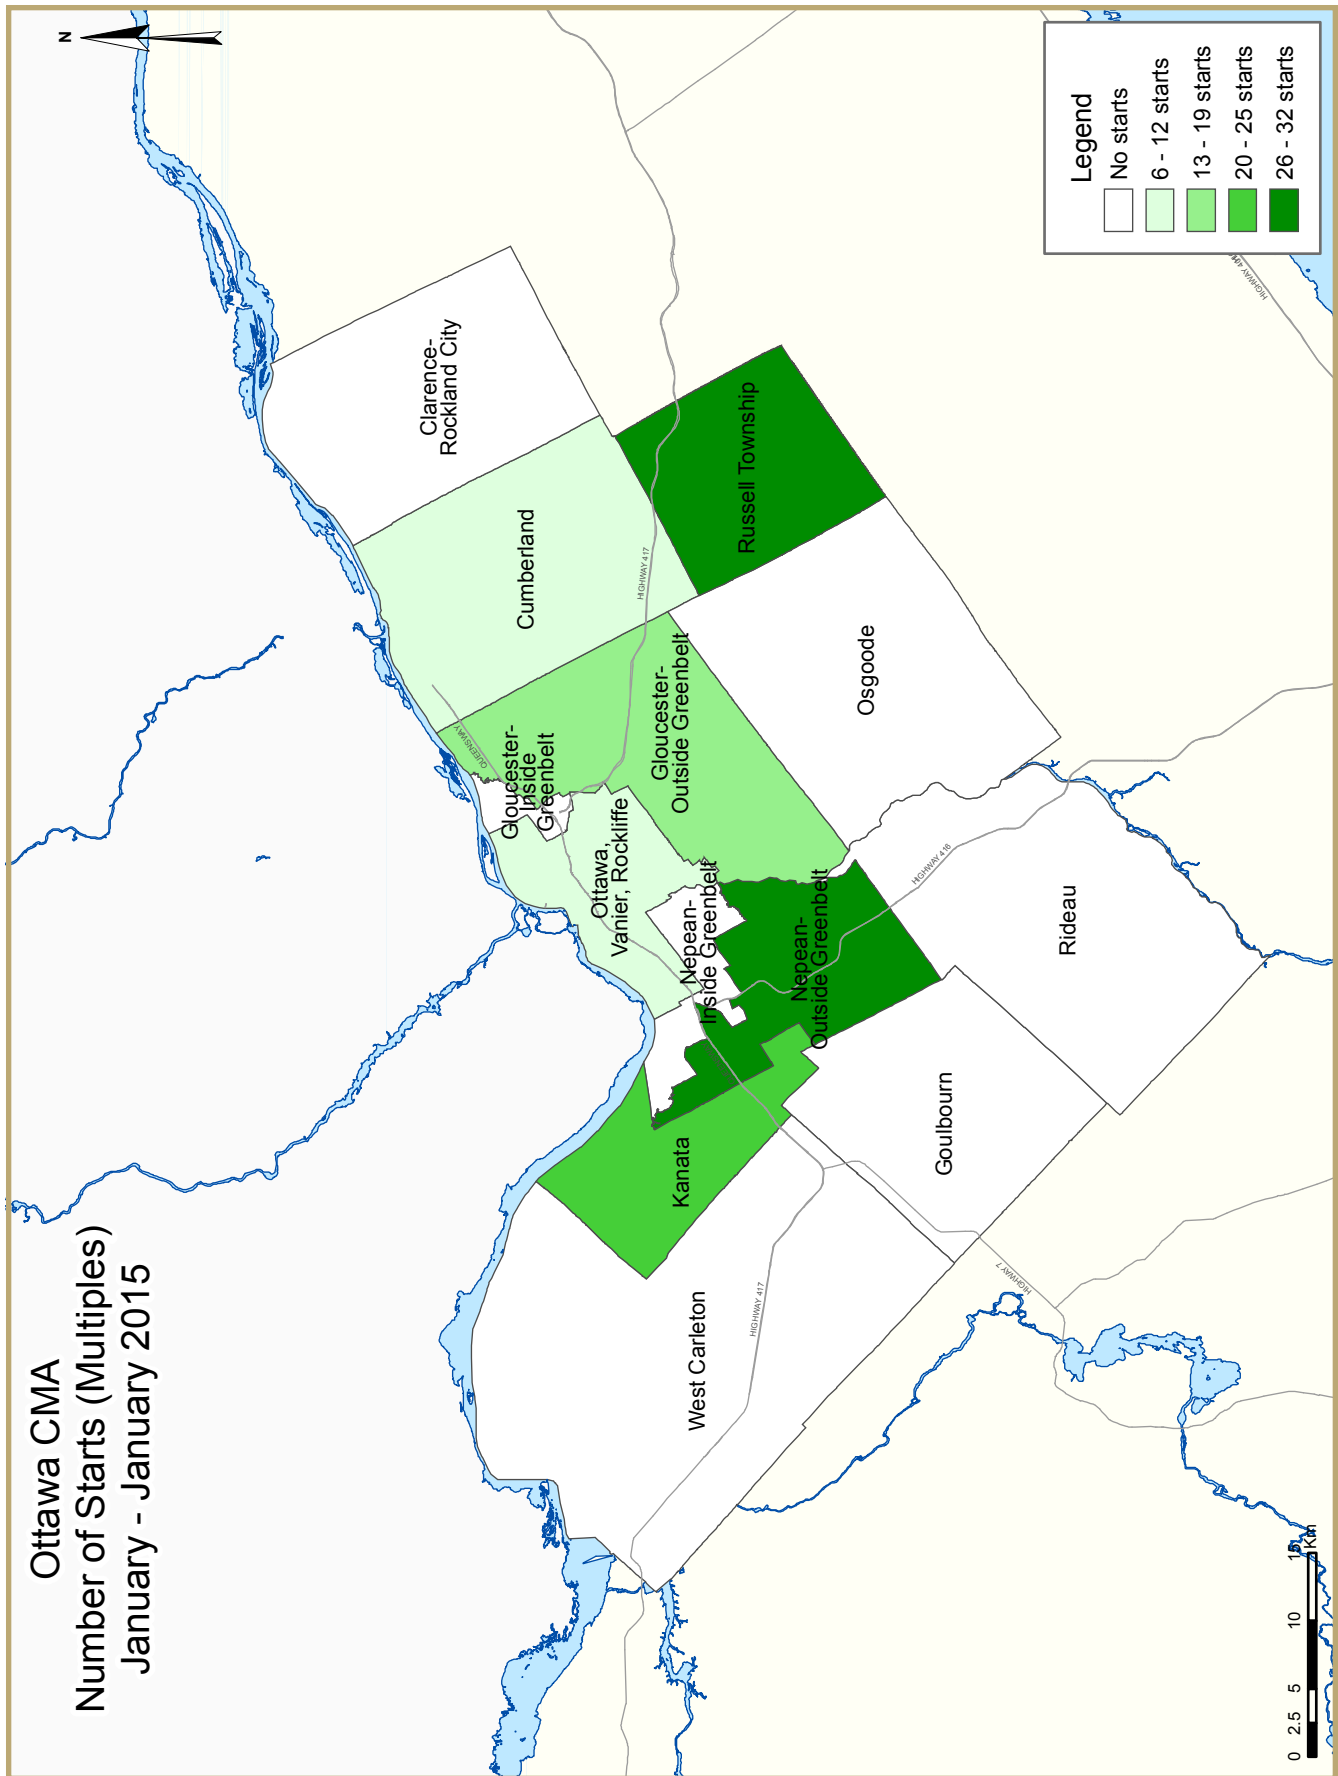 Ottawa CMA
Number of Starts (Multiples)
January - January 2015
N
Clarence-
Rockland City
Cumberland
Russell Township
HIGHWAY 417
Osgoode
Gloucester-
Outside Greenbelt
QUEENSWAY
Gloucester-
Inside
Greenbelt
Ottawa,
Vanier, Rockliffe
Nepean-
Inside Greenbelt
Nepean-
Outside Greenbelt
HIGHWAY 416
Rideau
Kanata
Goulbourn
West Carleton
HIGHWAY 417
HIGHWAY 7
Legend
No starts
6 - 12 starts
13 - 19 starts
20 - 25 starts
26 - 32 starts
0 2.5 5 10 15
Km